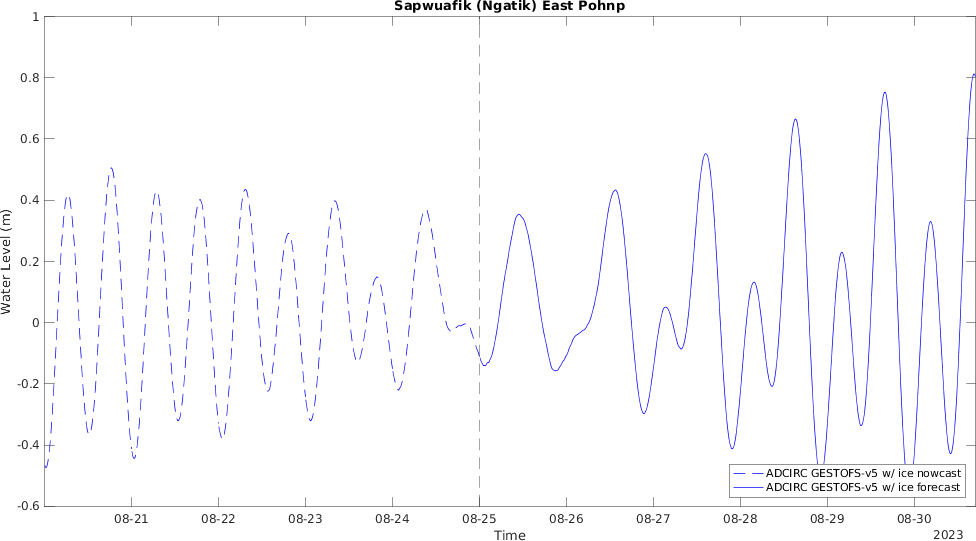 Sapwuafik (Ngatik) East Pohnp
1
0.8
0.6
0.4
0.2
0
-0.2
-0.4
-0.6
Water Level (m)
08-21 08-22 08-23 08-24 08-25 08-26 08-27 08-28 08-29 08-30
Time
2023
ADCIRC GESTOFS-v5 w/ ice nowcast
ADCIRC GESTOFS-v5 w/ ice forecast